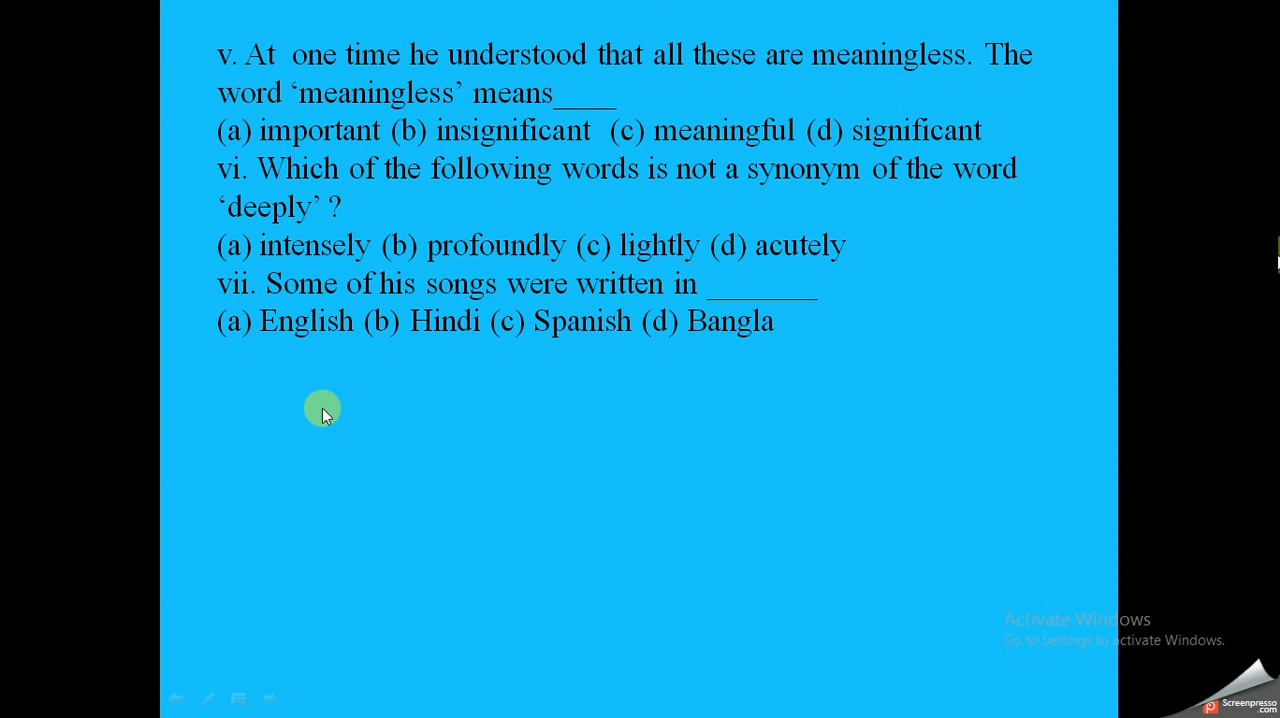 v. At one time he understood that all these are meaningless. The
word ‘meaningless’ means____
(a) important (b) insignificant (c) meaningful (d) significant
vi. Which of the following words is not a synonym of the word
‘deeply’ ?
(a) intensely (b) profoundly (c) lightly (d) acutely
vii. Some of his songs were written in _______
(a) English (b) Hindi (c) Spanish (d) Bangla
Activate Windows
Go to Settings to activate Windows.
Screenpresso
.com